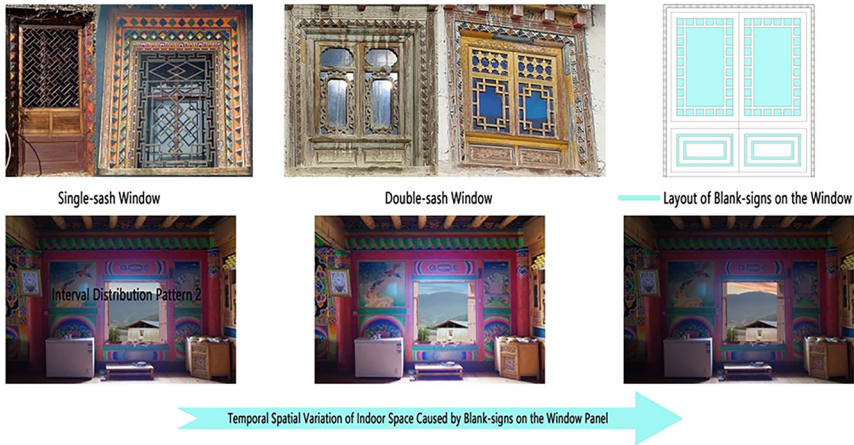 Single-sash Window
Double-sash Window
Layout of Blank-signs on the Window
Interval Distribution Pattern 2
Temporal Spatial Variation of Indoor Space Caused by Blank-signs on the Window Panel